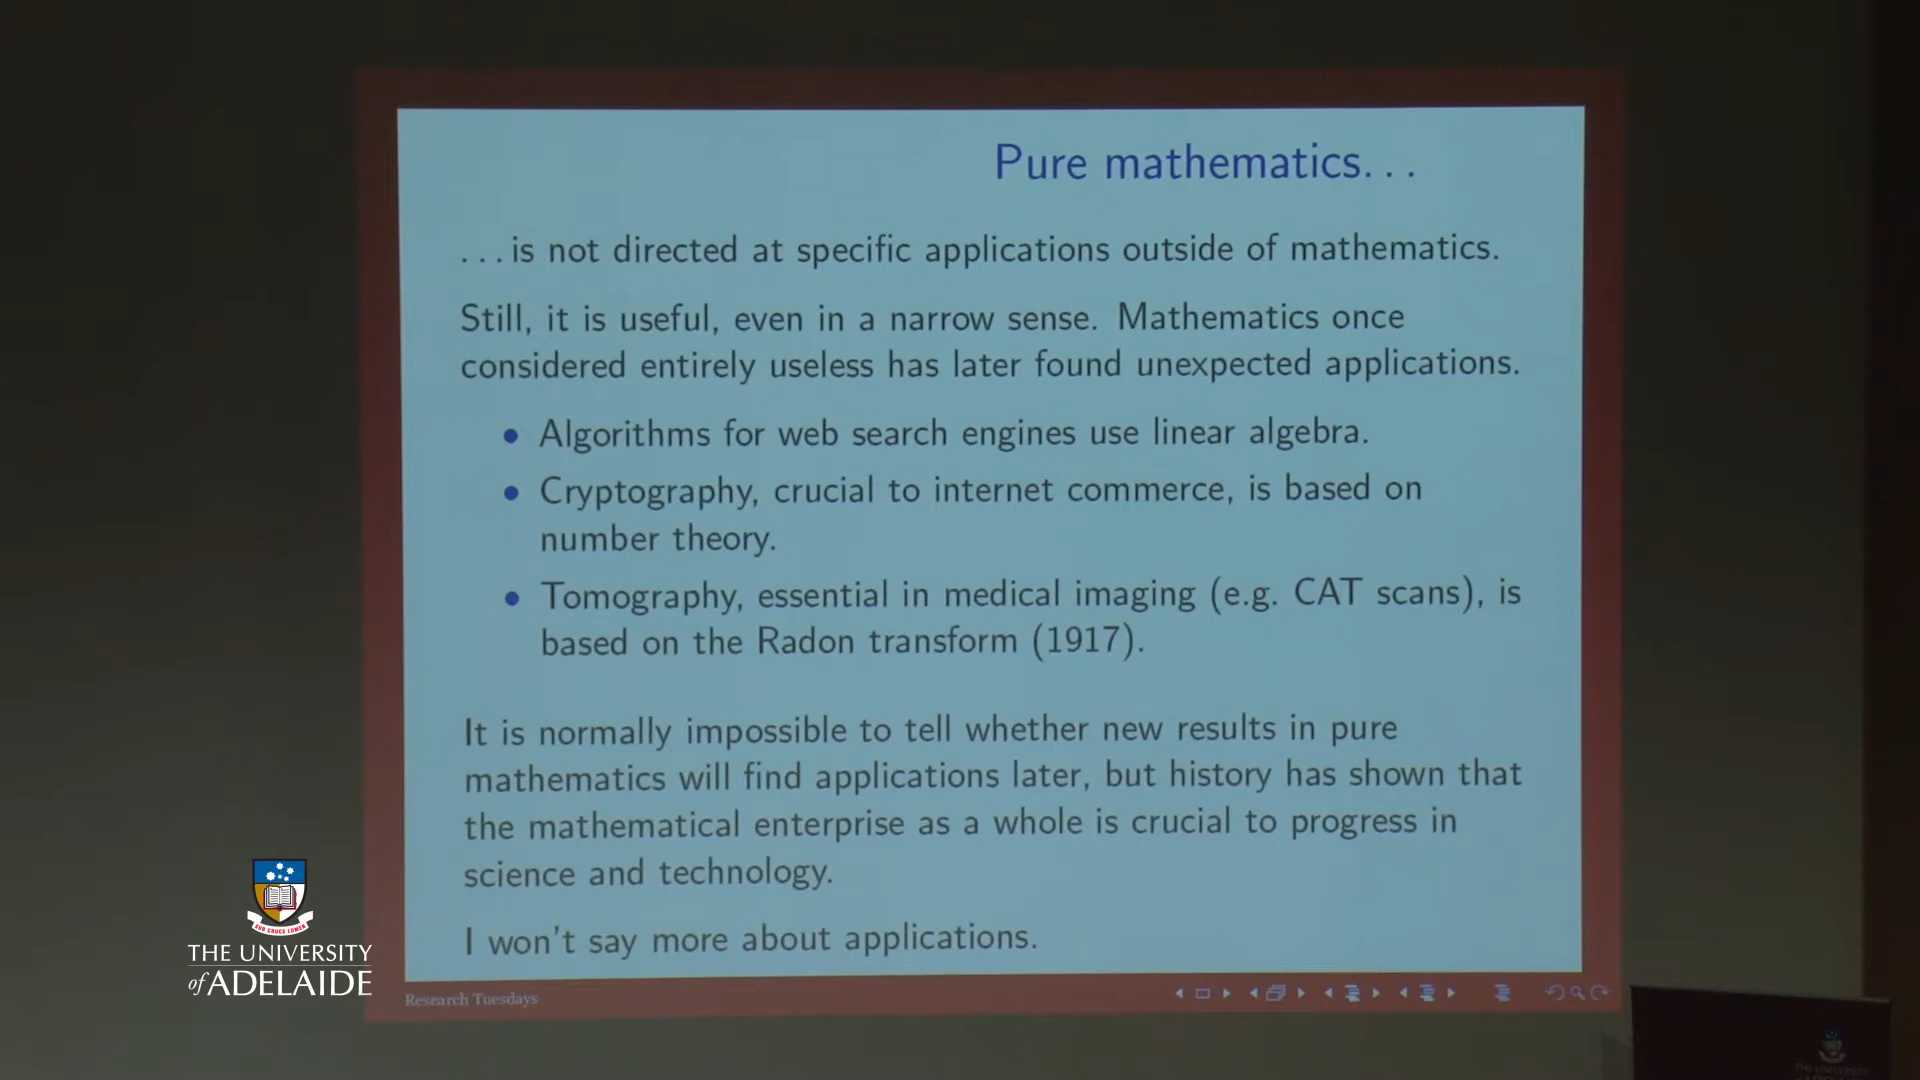 Pure mathematics. . .
. . . is not directed at specific applications outside of mathematics.
Still, it is useful, even in a narrow sense. Mathematics once
considered entirely useless has later found unexpected applications.
• Algorithms for web search engines use linear algebra.
• Cryptography, crucial to internet commerce, is based on
number theory.
• Tomography, essential in medical imaging (e.g. CAT scans), is
based on the Radon transform (1917).
It is normally impossible to tell whether new results in pure
mathematics will find applications later, but history has shown that
the mathematical enterprise as a whole is crucial to progress in
science and technology.
I won't say more about applications.
Research Tuesdays
SUB CRUCE LUMEN
THE UNIVERSITY
of ADELAIDE